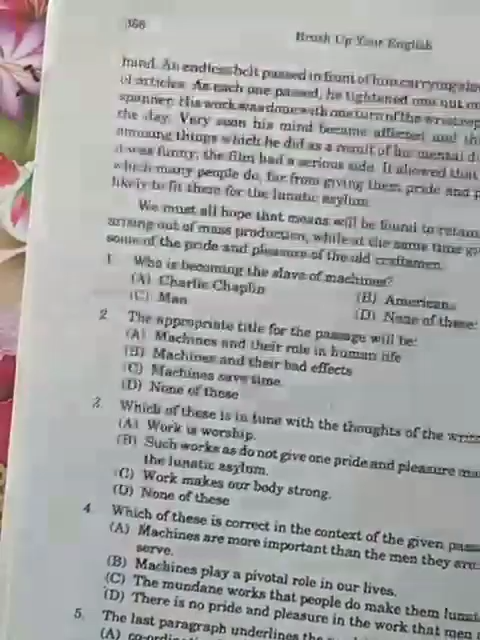 168
Brush Up Your English
hand. An endless belt passed in front of him carrying
of articles. As each one passed, he tightened one nut
spanner. His work was done with one turn of the
the day. Very soon his mind became affected and
amusing things which he did as a result of his mental
it was funny, the film had a serious side. It showed that
which many people do, far from giving them pride and
likely to fit them for the lunatic asylum.
We must all hope that means will be found to retain
arising out of mass production, while at the same time
some of the pride and pleasure of the old craftsmen.
1. Who is becoming the slave of machines?
(A) Charlie Chaplin
(B) Americans
(C) Man
(D) None of these
2. The appropriate title for the passage will be:
(A) Machines and their role in human life
(B) Machines and their bad effects
(C) Machines save time.
(D) None of these
3. Which of these is in tune with the thoughts of the
(A) Work is worship.
(B) Such works as do not give one pride and pleasure
the lunatic asylum.
(C) Work makes our body strong.
(D) None of these
4. Which of these is correct in the context of the given
(A) Machines are more important than the men they
serve.
(B) Machines play a pivotal role in our lives.
(C) The mundane works that people do make them
(D) There is no pride and pleasure in the work that men
5. The last paragraph underlines the
(A)